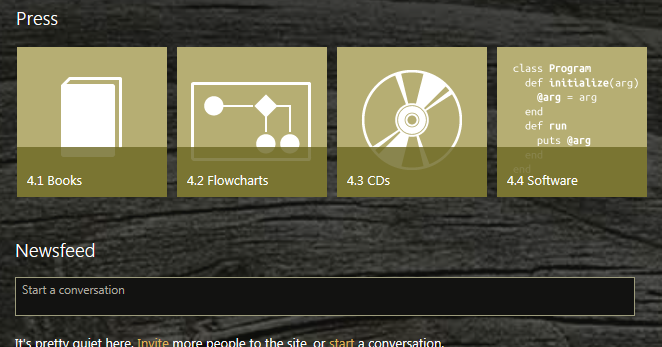 Press
class Program
def initialize(arg)
@arg = arg
end
def run
puts @arg
end
end
4.1 Books
4.2 Flowcharts
4.3 CDs
4.4 Software
Newsfeed
Start a conversation
It's pretty quiet here. Invite more people to the site, or start a conversation.